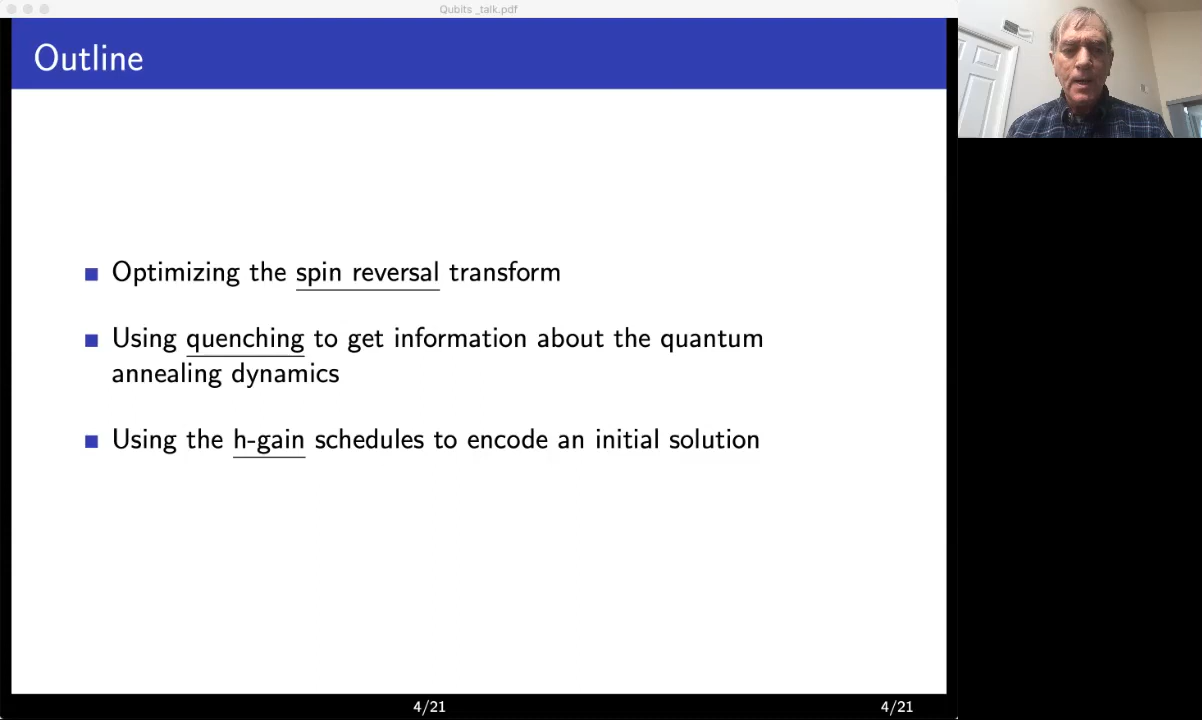 Qubits _talk.pdf
Outline
Optimizing the spin reversal transform
Using quenching to get information about the quantum
annealing dynamics
Using the h-gain schedules to encode an initial solution
4/21
4/21